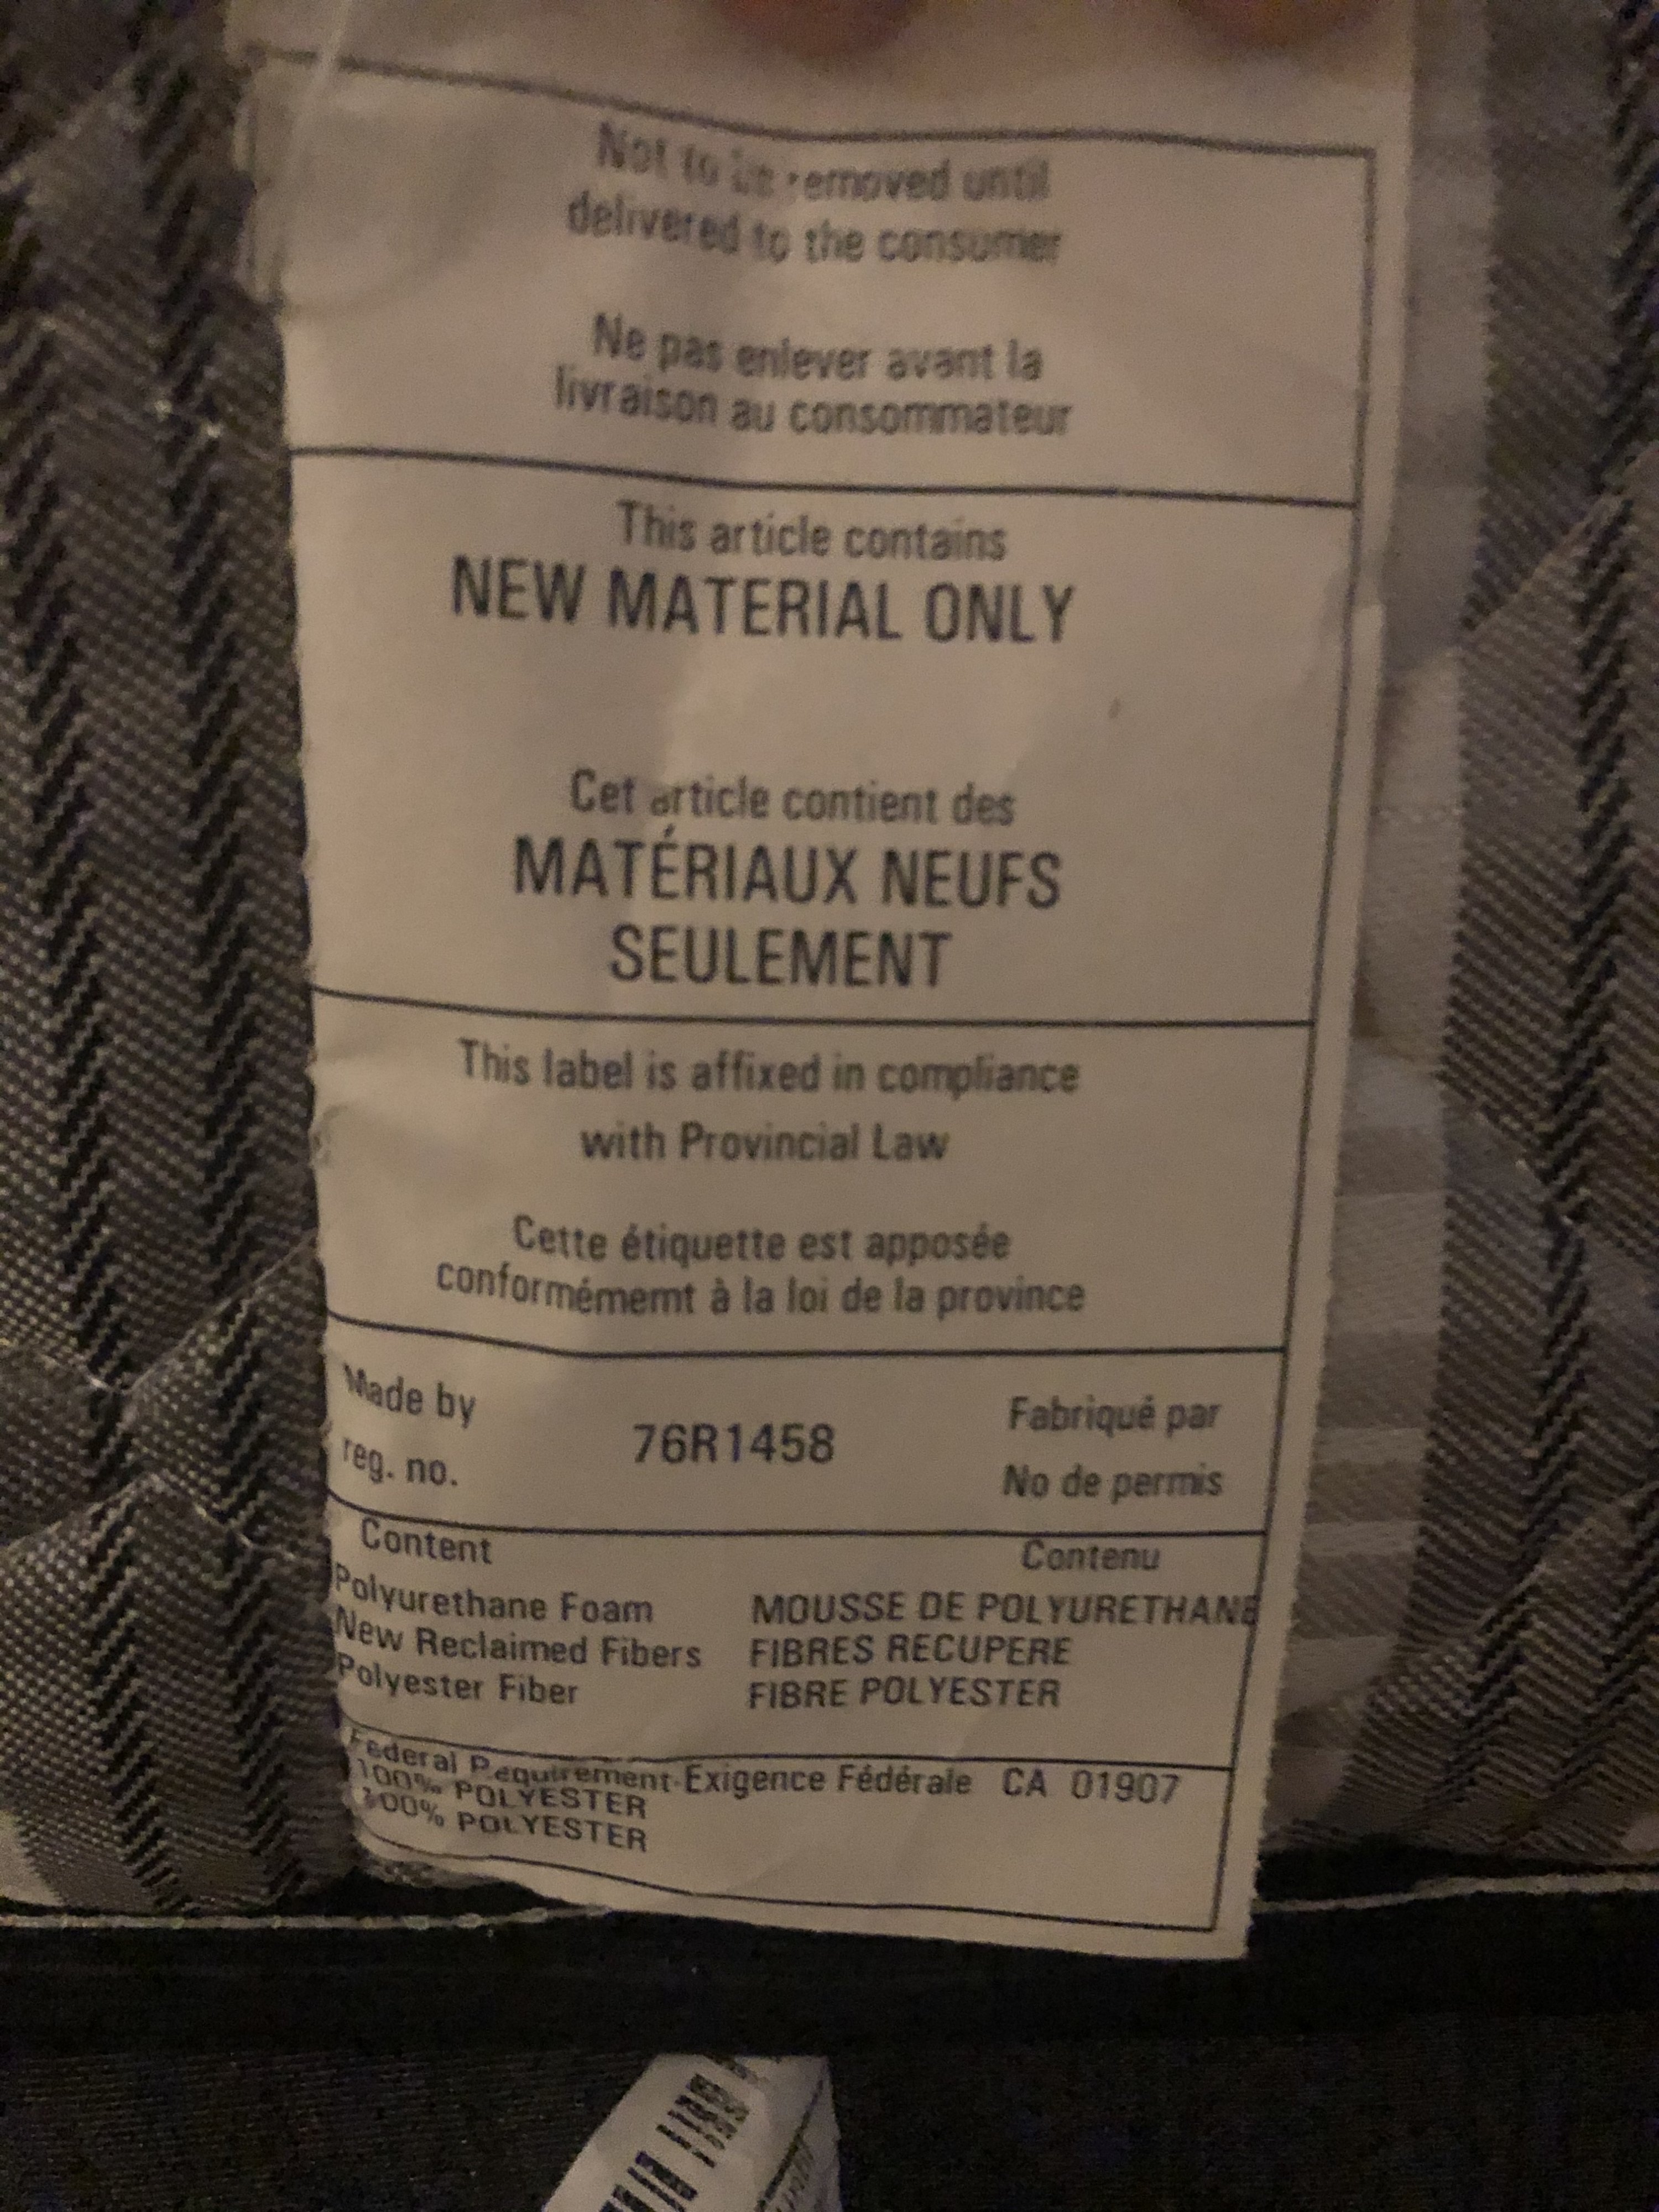 Not to be removed until
delivered to the consumer
Ne pas enlever avant la
livraison au consommateur
This article contains
NEW MATERIAL ONLY
Cet article contient des
MATÉRIAUX NEUFS
SEULEMENT
This label is affixed in compliance
with Provincial Law
Cette étiquette est apposée
conformémemt à la loi de la province
Made by Fabriqué par
76R1458
reg. no. No de permis
Content Contenu
Polyurethane Foam MOUSSE DE POLYURETHANE
New Reclaimed Fibers FIBRES RECUPERE
Polyester Fiber FIBRE POLYESTER
Federal Requirement-Exigence Fédérale CA 01907
100% POLYESTER
100% POLYESTER